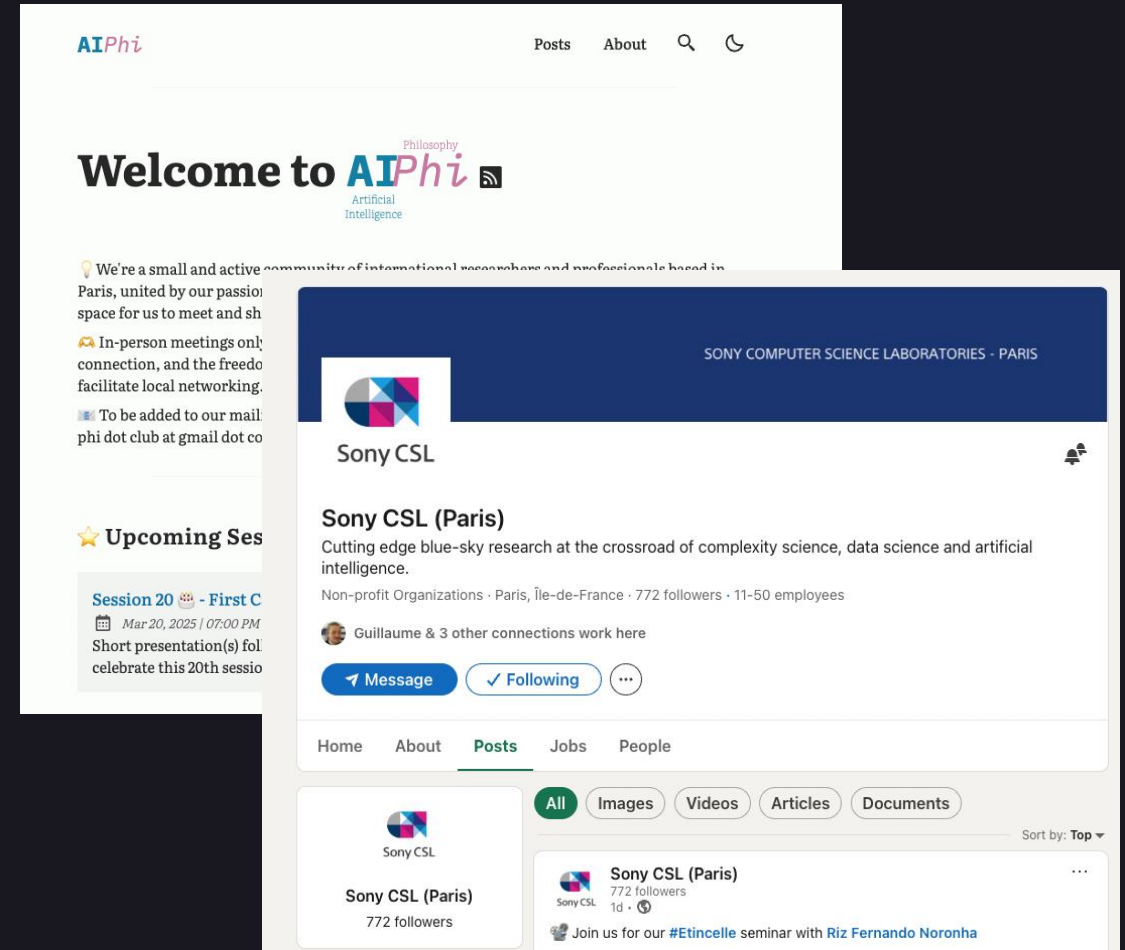 AIPhi
Posts About
Philosophy
Welcome to AIPhi
Artificial
Intelligence
We're a small and active community of international researchers and professionals based in
Paris, united by our passion
space for us to meet and sh
In-person meetings only
connection, and the freedo
facilitate local networking.
To be added to our mail
phi dot club at gmail dot co
Upcoming Ses
Session 20 🎂 - First C
Mar 20, 2025 | 07:00 PM
Short presentation(s) fol
celebrate this 20th sessio
SONY COMPUTER SCIENCE LABORATORIES - PARIS
Sony CSL
Sony CSL (Paris)
Cutting edge blue-sky research at the crossroad of complexity science, data science and artificial
intelligence.
Non-profit Organizations · Paris, Île-de-France · 772 followers · 11-50 employees
Guillaume & 3 other connections work here
Message Following ...
Home About Posts Jobs People
Sony CSL
Sony CSL (Paris)
772 followers
All Images Videos Articles Documents
Sort by: Top
Sony CSL
Sony CSL (Paris)
772 followers
1d ·
Join us for our #Etincelle seminar with Riz Fernando Noronha